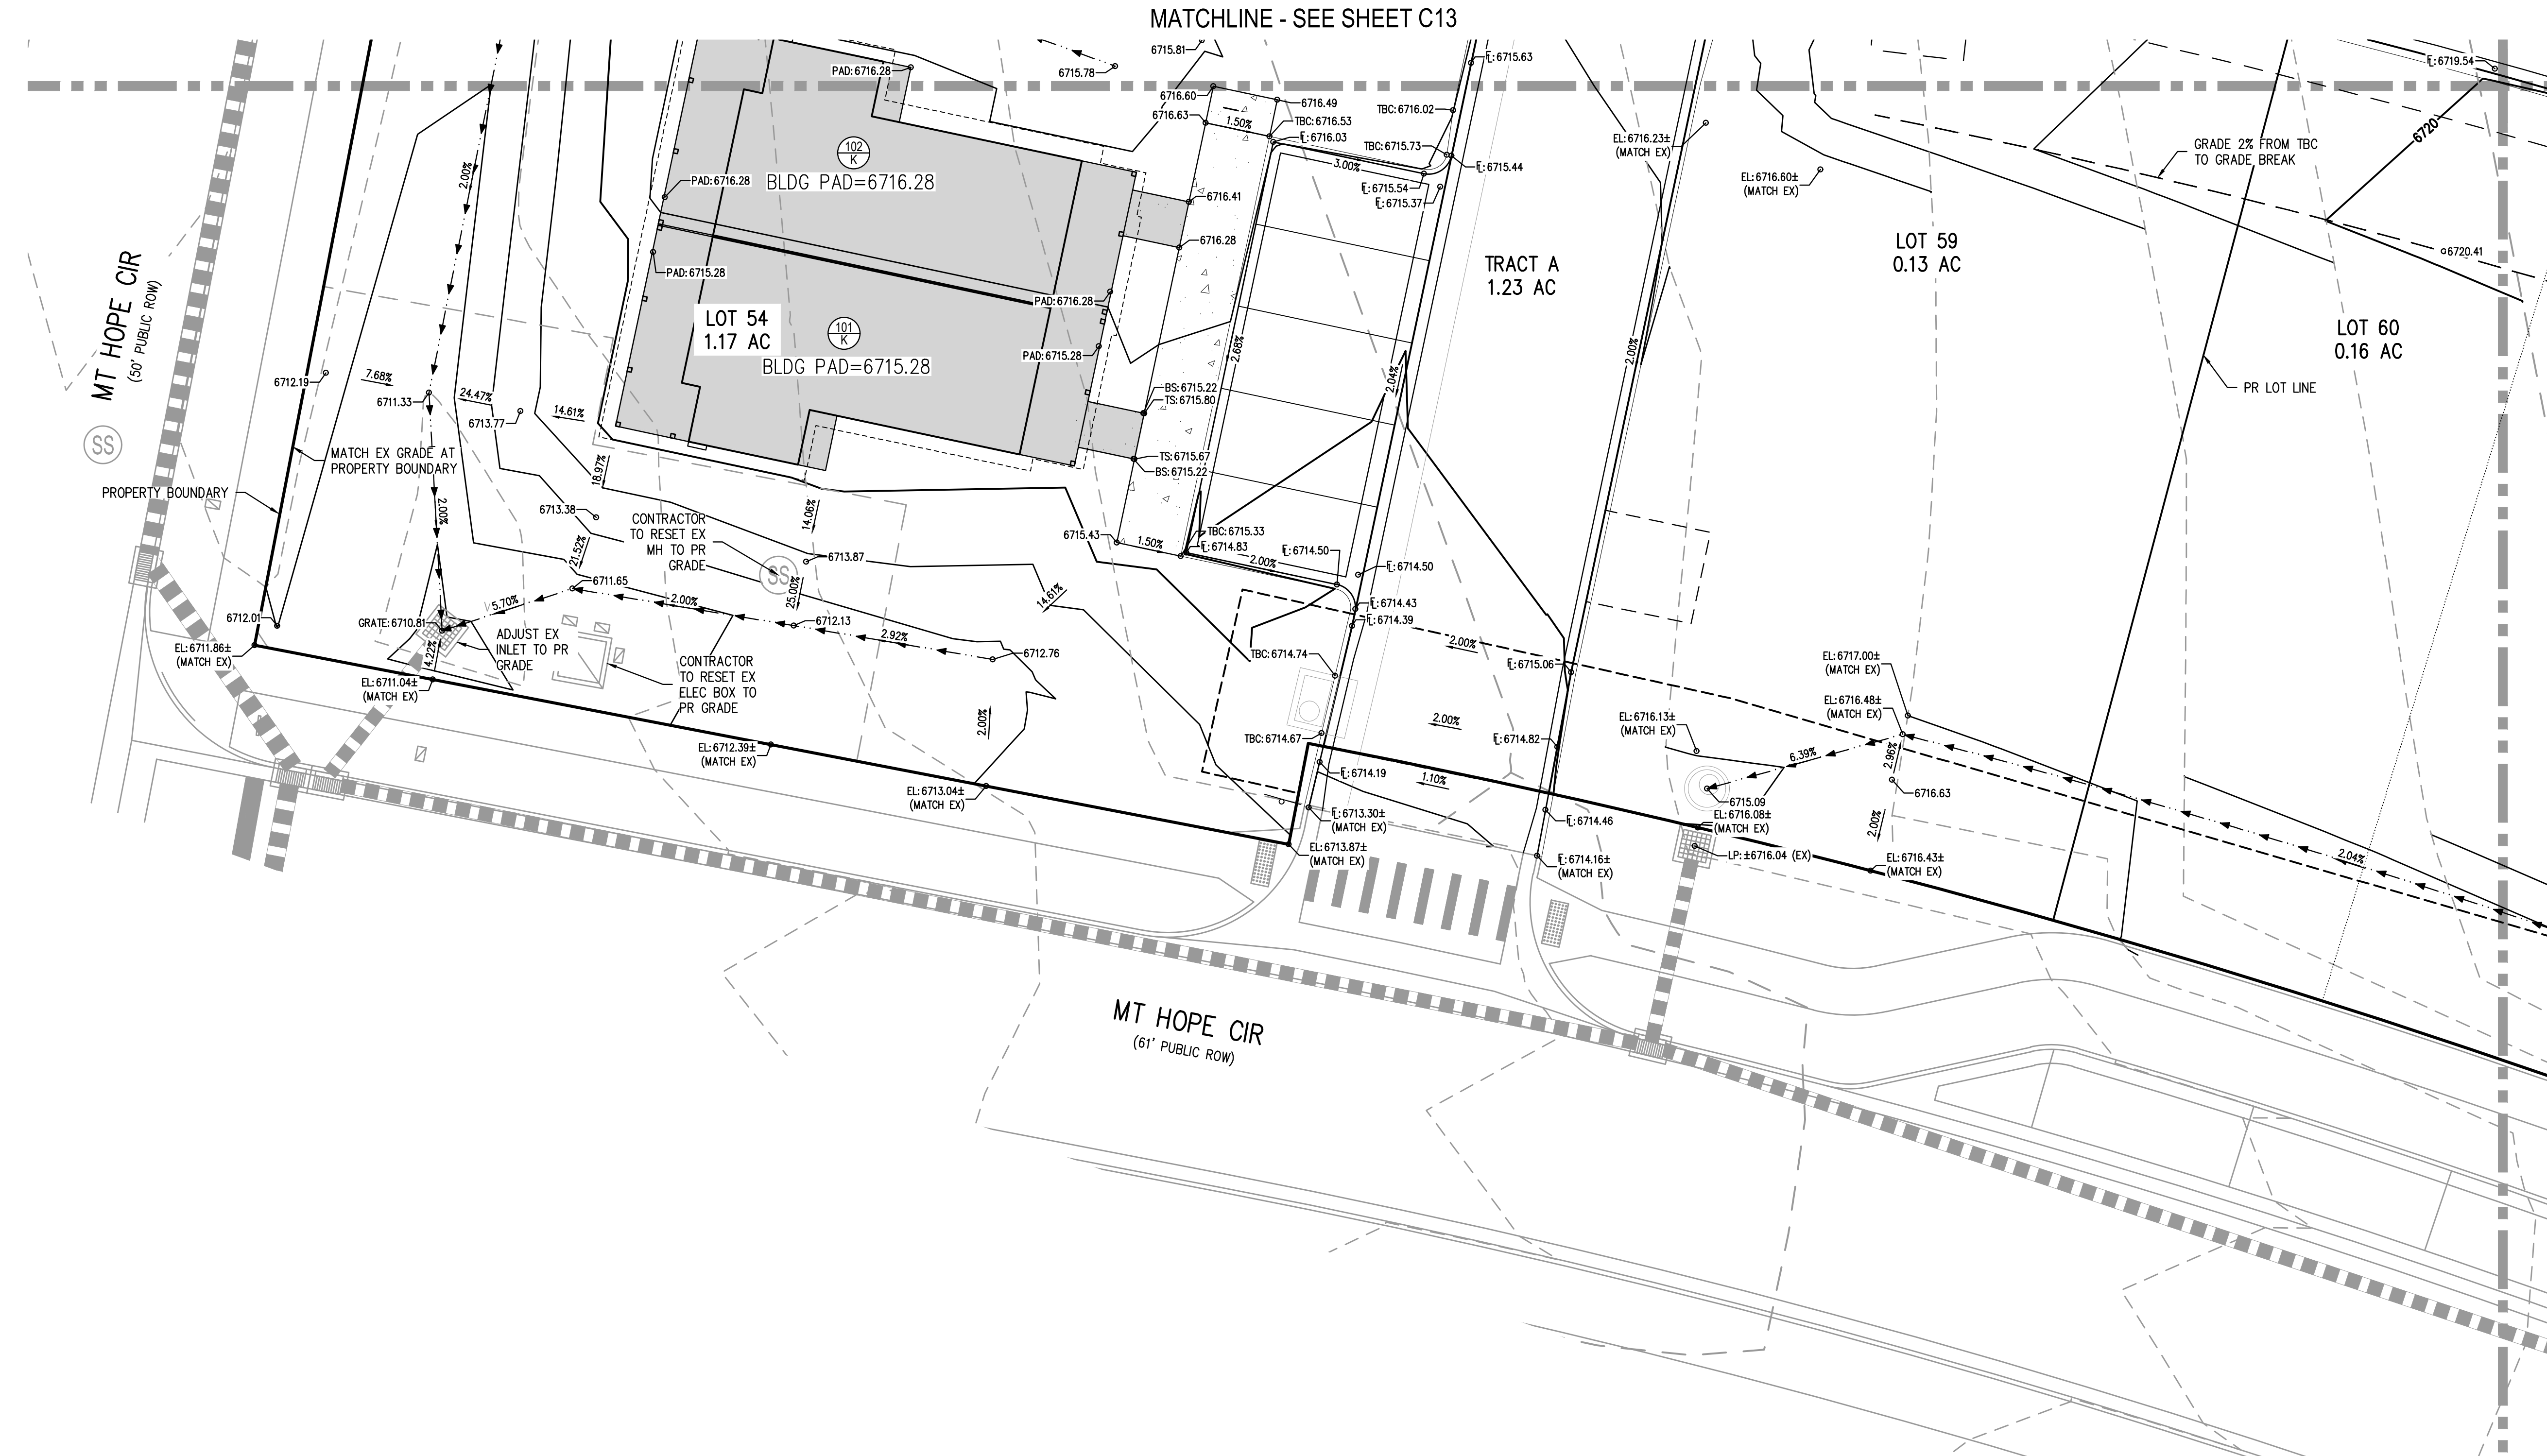 MATCHLINE - SEE SHEET C13
6715.81
6715.78
PAD:6716.28
FL:6715.63
FL:6719.54
6716.60
6716.49
6716.63
1.50%
TBC:6716.53
FL:6716.03
TBC:6716.02
TBC:6715.73
FL:6715.44
3.00%
FL:6715.54
FL:6715.37
EL:6716.23±
(MATCH EX)
EL:6716.60±
(MATCH EX)
6720
GRADE 2% FROM TBC
TO GRADE BREAK
6720.41
2.00%
102
K
BLDG PAD=6716.28
PAD:6716.28
6716.41
6716.28
PAD:6715.28
PAD:6716.28
LOT 54
1.17 AC
101
K
BLDG PAD=6715.28
PAD:6715.28
2.68%
2.04%
2.00%
TRACT A
1.23 AC
LOT 59
0.13 AC
LOT 60
0.16 AC
PR LOT LINE
MT HOPE CIR
(50' PUBLIC ROW)
SS
6712.19
7.68%
6711.33
24.47%
6713.77
14.61%
BS:6715.22
TS:6715.80
TS:6715.67
BS:6715.22
MATCH EX GRADE AT
PROPERTY BOUNDARY
PROPERTY BOUNDARY
2.00%
18.97%
14.06%
6713.38
21.52%
CONTRACTOR
TO RESET EX
MH TO PR
GRADE
SS
6713.87
25.00%
6715.43
1.50%
TBC:6715.33
FL:6714.83
2.00%
FL:6714.50
FL:6714.50
FL:6714.43
FL:6714.39
6711.65
5.70%
2.00%
6712.13
2.92%
6712.76
14.61%
6712.01
GRATE:6710.81
4.22%
ADJUST EX
INLET TO PR
GRADE
EL:6711.86±
(MATCH EX)
EL:6711.04±
(MATCH EX)
CONTRACTOR
TO RESET EX
ELEC BOX TO
PR GRADE
2.00%
EL:6712.39±
(MATCH EX)
EL:6713.04±
(MATCH EX)
TBC:6714.74
TBC:6714.67
FL:6714.19
FL:6713.30±
(MATCH EX)
EL:6713.87±
(MATCH EX)
2.00%
2.00%
1.10%
FL:6715.06
FL:6714.82
FL:6714.46
FL:6714.16±
(MATCH EX)
EL:6716.13±
(MATCH EX)
EL:6717.00±
(MATCH EX)
EL:6716.48±
(MATCH EX)
6.39%
2.96%
6716.63
6715.09
EL:6716.08±
(MATCH EX)
2.00%
LP:±6716.04 (EX)
EL:6716.43±
(MATCH EX)
2.04%
MT HOPE CIR
(61' PUBLIC ROW)